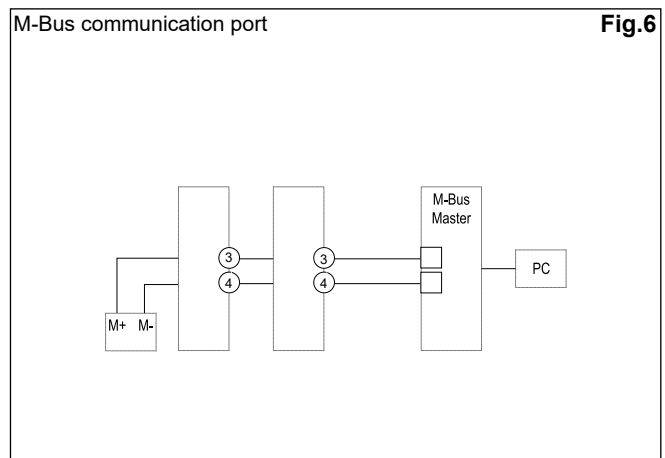 M-Bus communication port
Fig.6
M-Bus
Master
3
3
4
4
PC
M+ M-